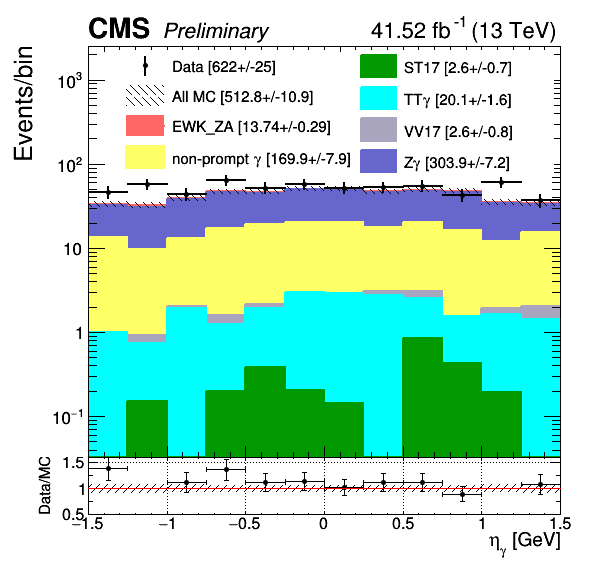 CMS Preliminary 41.52 fb⁻¹ (13 TeV)
Events/bin
Data [622+/-25]
All MC [512.8+/-10.9]
EWK_ZA [13.74+/-0.29]
non-prompt γ [169.9+/-7.9]
ST17 [2.6+/-0.7]
TTγ [20.1+/-1.6]
VV17 [2.6+/-0.8]
Zγ [303.9+/-7.2]
10³
10²
10
1
10⁻¹
Data/MC
1.5
1
0.5
−1.5 −1 −0.5 0 0.5 1 1.5
η_γ [GeV]